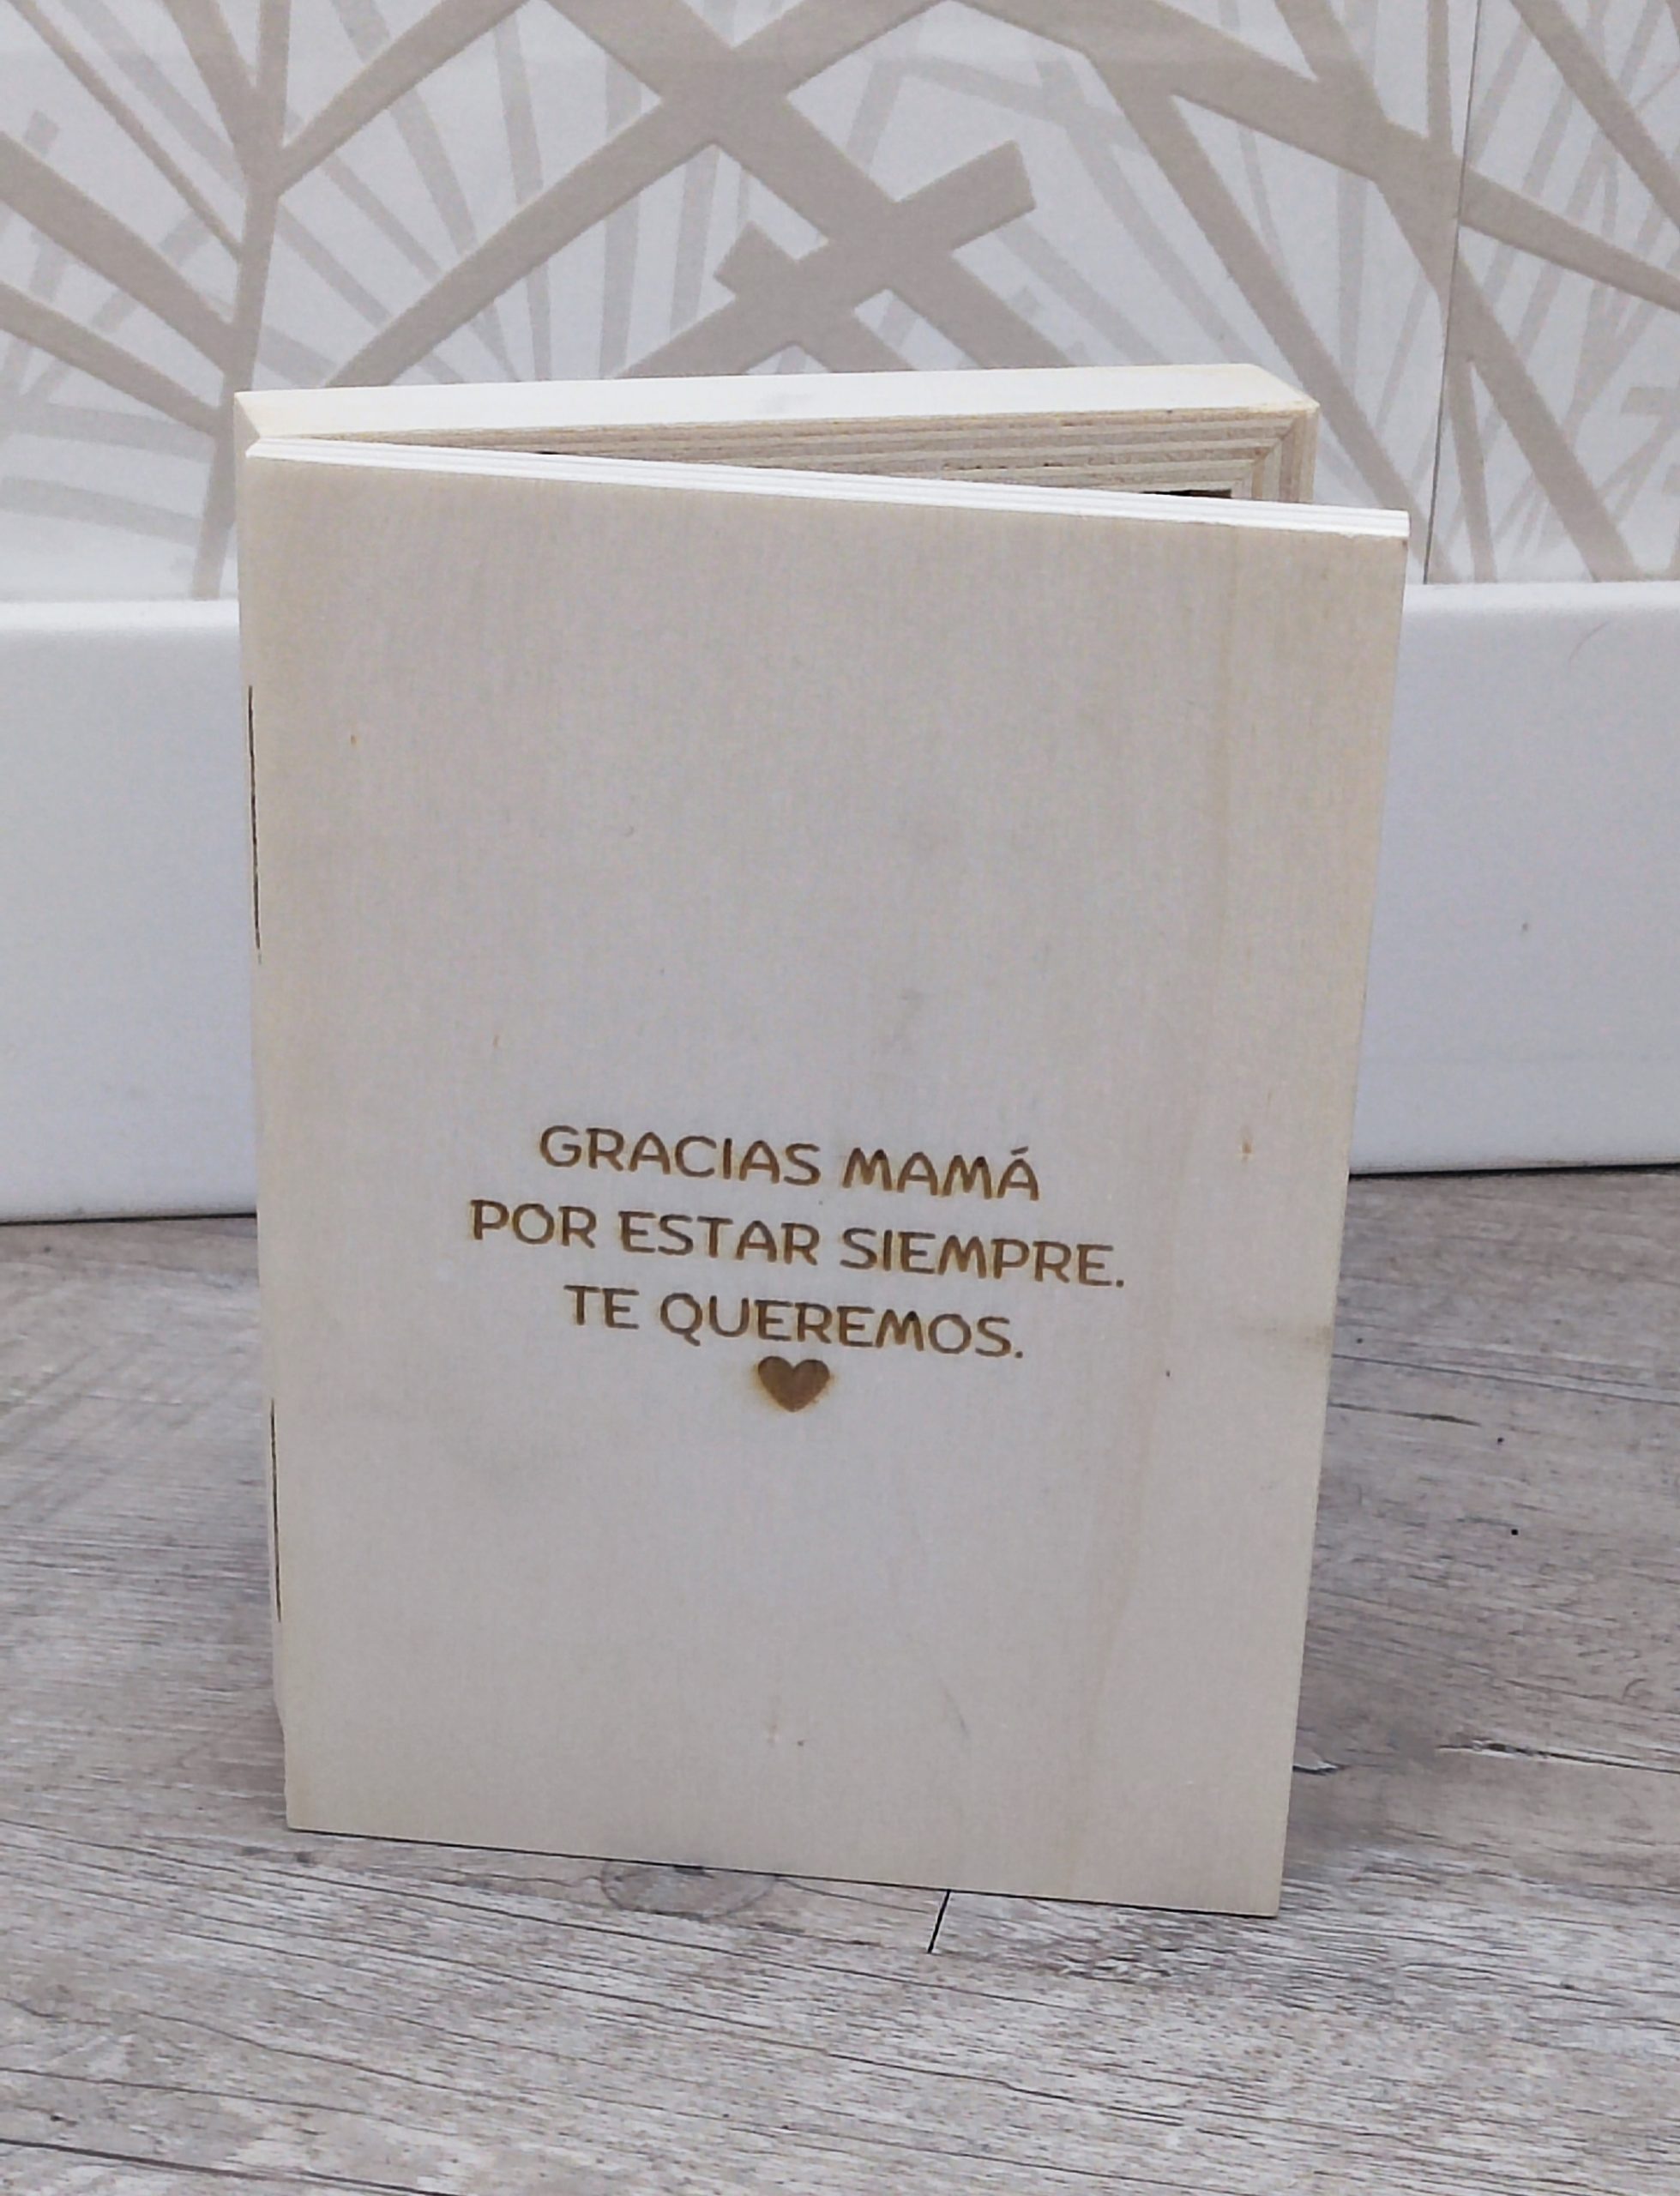 GRACIAS MAMÁ
POR ESTAR SIEMPRE.
TE QUEREMOS.